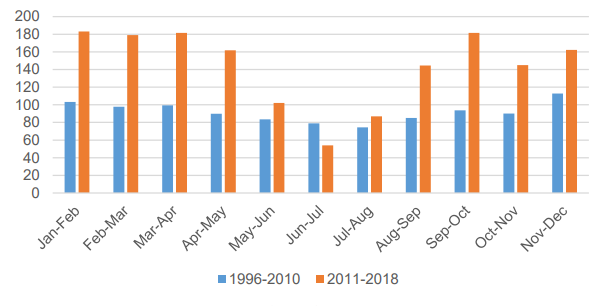 200
180
160
140
120
100
80
60
40
20
0
Jan-Feb
Feb-Mar
Mar-Apr
Apr-May
May-Jun
Jun-Jul
Jul-Aug
Aug-Sep
Sep-Oct
Oct-Nov
Nov-Dec
1996-2010 2011-2018